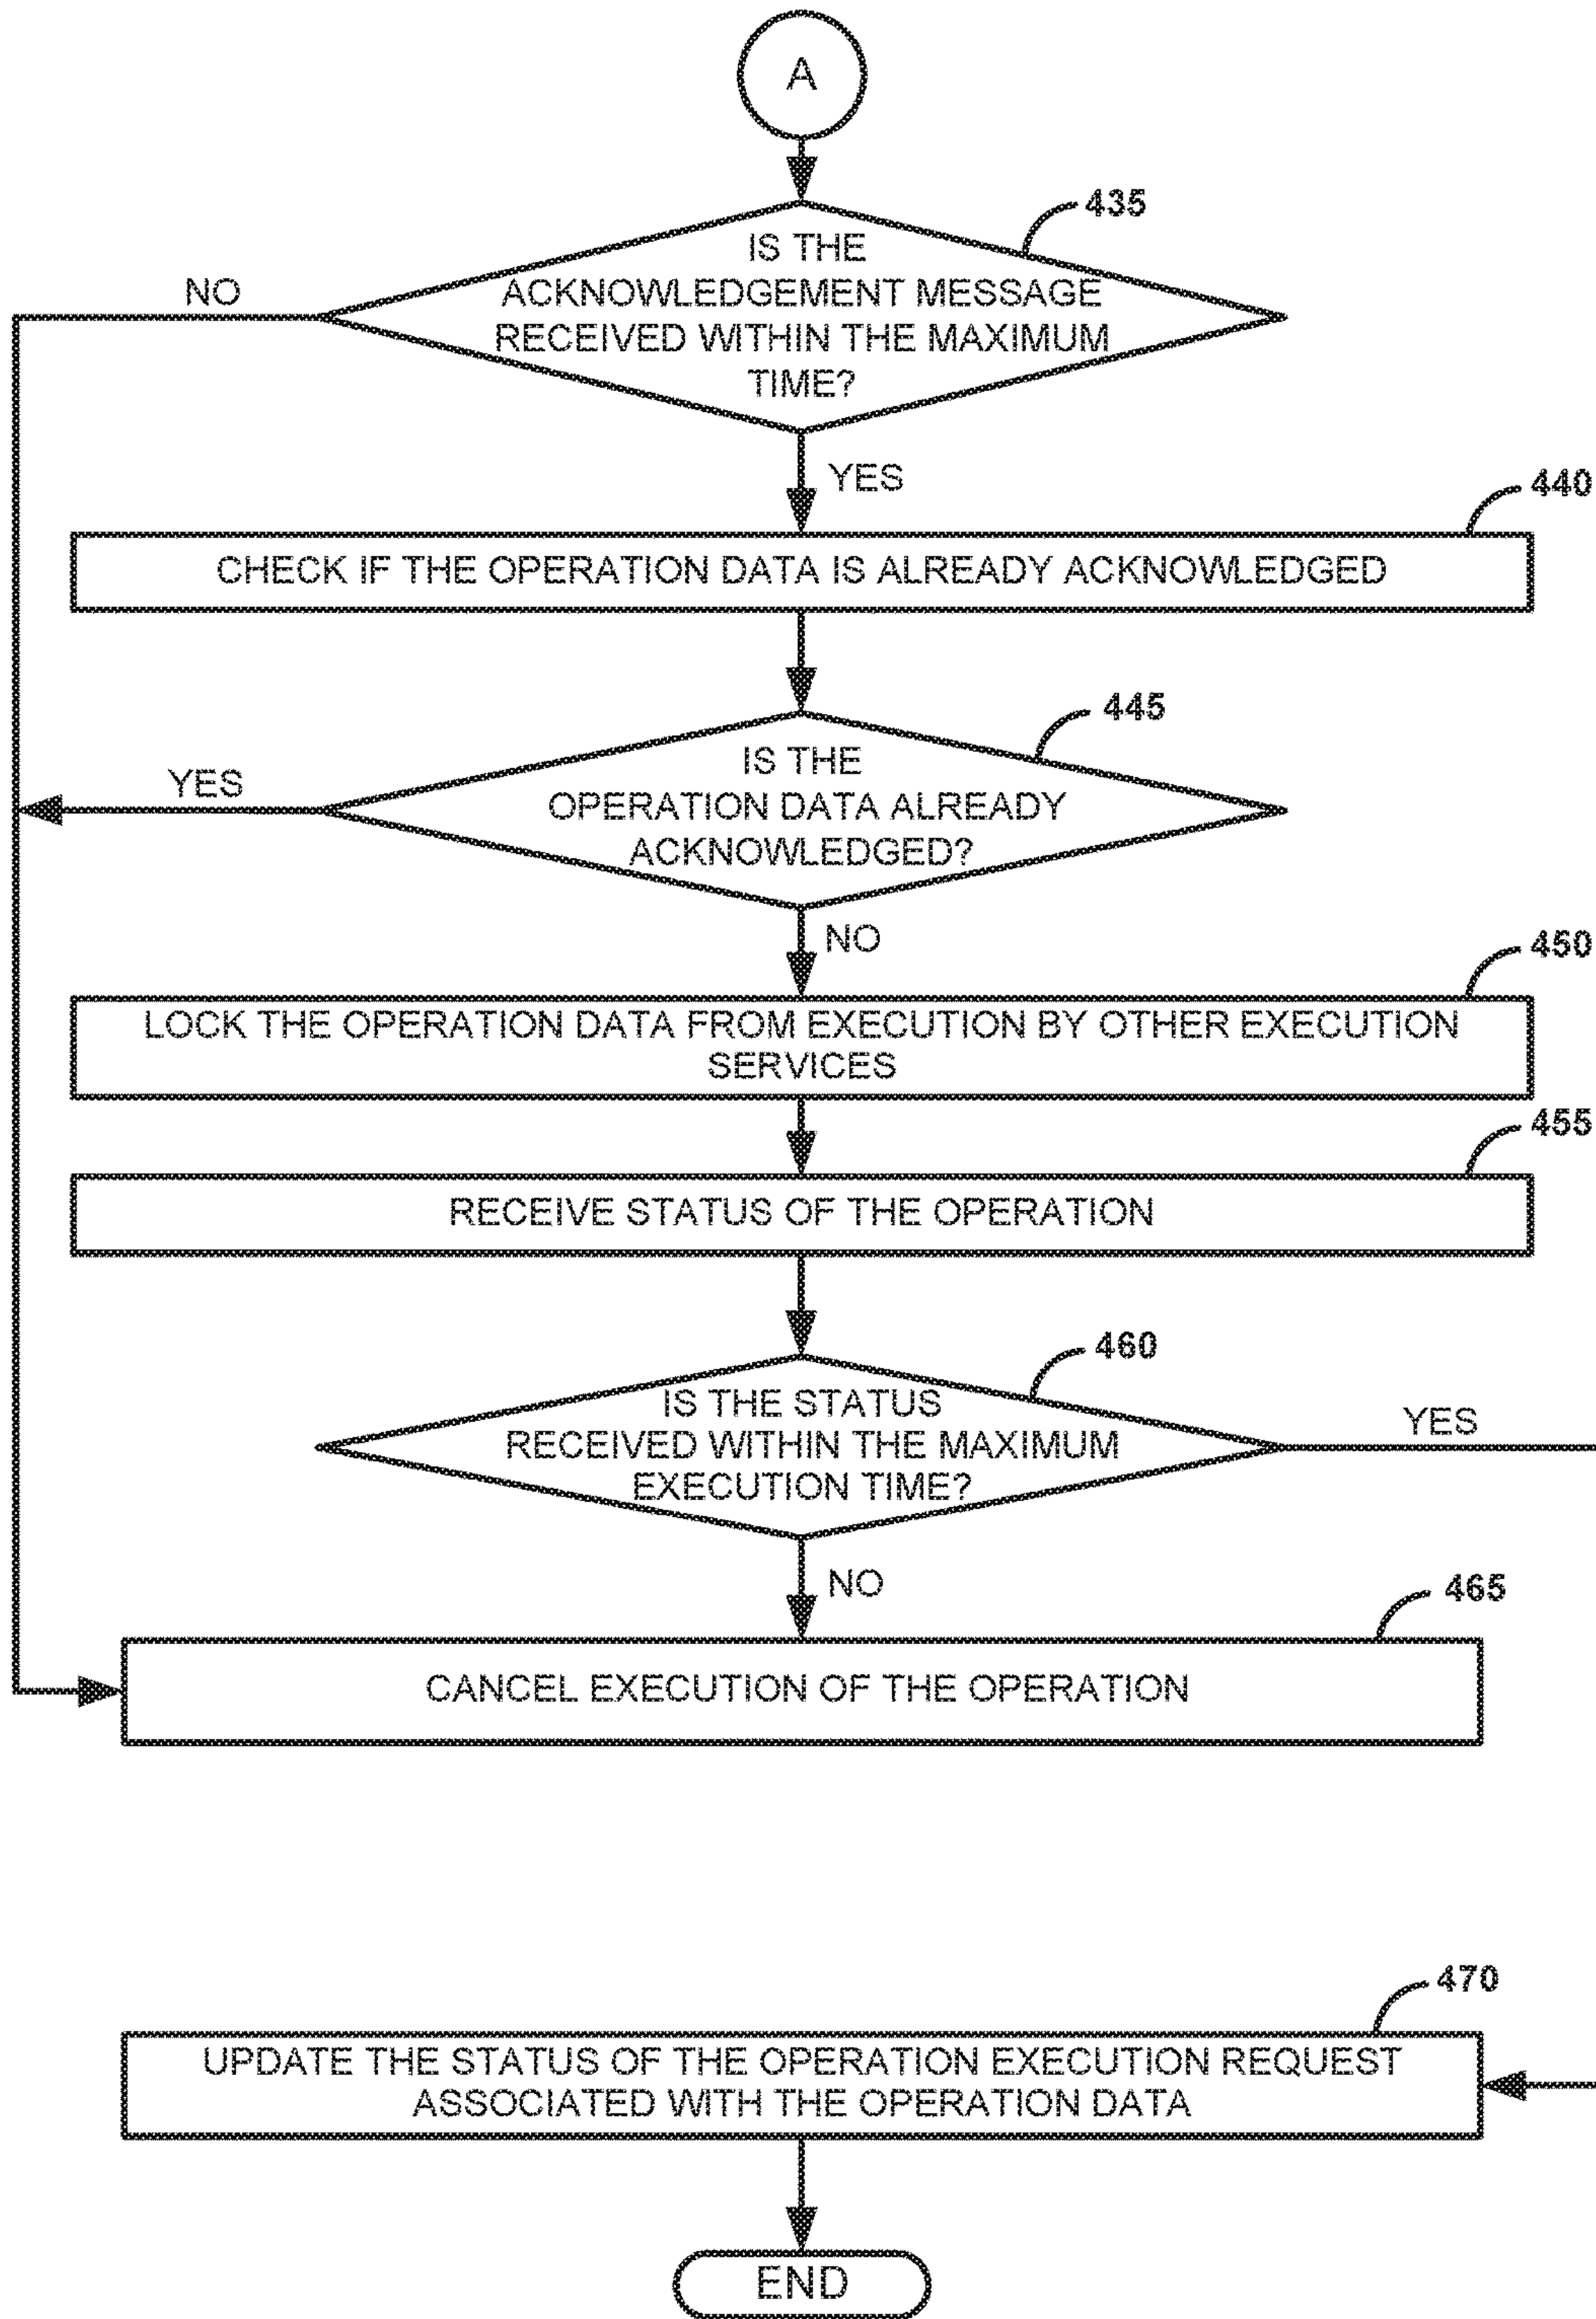 A
435
IS THE
ACKNOWLEDGEMENT MESSAGE
RECEIVED WITHIN THE MAXIMUM
TIME?
NO
YES
440
CHECK IF THE OPERATION DATA IS ALREADY ACKNOWLEDGED
445
IS THE
OPERATION DATA ALREADY
ACKNOWLEDGED?
YES
NO
450
LOCK THE OPERATION DATA FROM EXECUTION BY OTHER EXECUTION
SERVICES
455
RECEIVE STATUS OF THE OPERATION
460
IS THE STATUS
RECEIVED WITHIN THE MAXIMUM
EXECUTION TIME?
YES
NO
465
CANCEL EXECUTION OF THE OPERATION
470
UPDATE THE STATUS OF THE OPERATION EXECUTION REQUEST
ASSOCIATED WITH THE OPERATION DATA
END